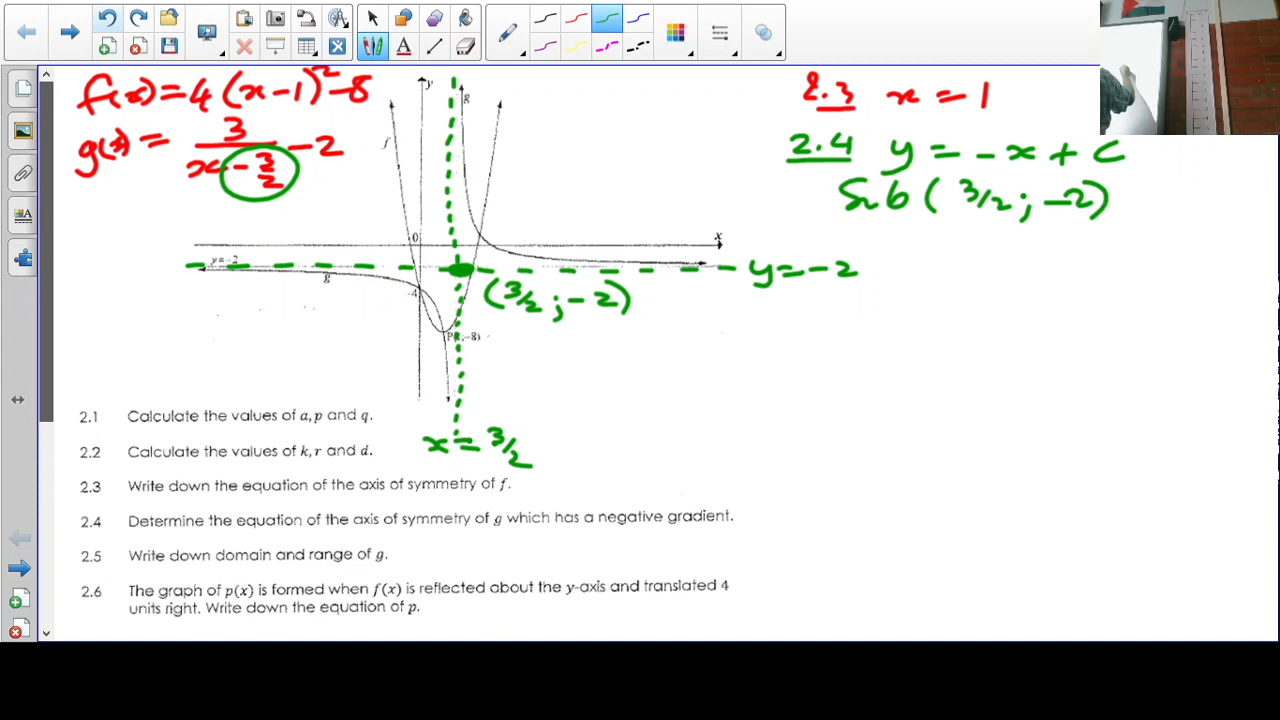 f(x) = 4(x-1)²-8
g(x) = 3/(x - 3/2) - 2
2.3 x = 1
2.4 y = -x + c
Sub (3/2 ; -2)
y
g
f
0
x
y=-2
g
-4
y = -2
(3/2 ; -2)
;-8)
x = 3/2
2.1 Calculate the values of a, p and q.
2.2 Calculate the values of k, r and d.
2.3 Write down the equation of the axis of symmetry of f.
2.4 Determine the equation of the axis of symmetry of g which has a negative gradient.
2.5 Write down domain and range of g.
2.6 The graph of p(x) is formed when f(x) is reflected about the y-axis and translated 4
units right. Write down the equation of p.